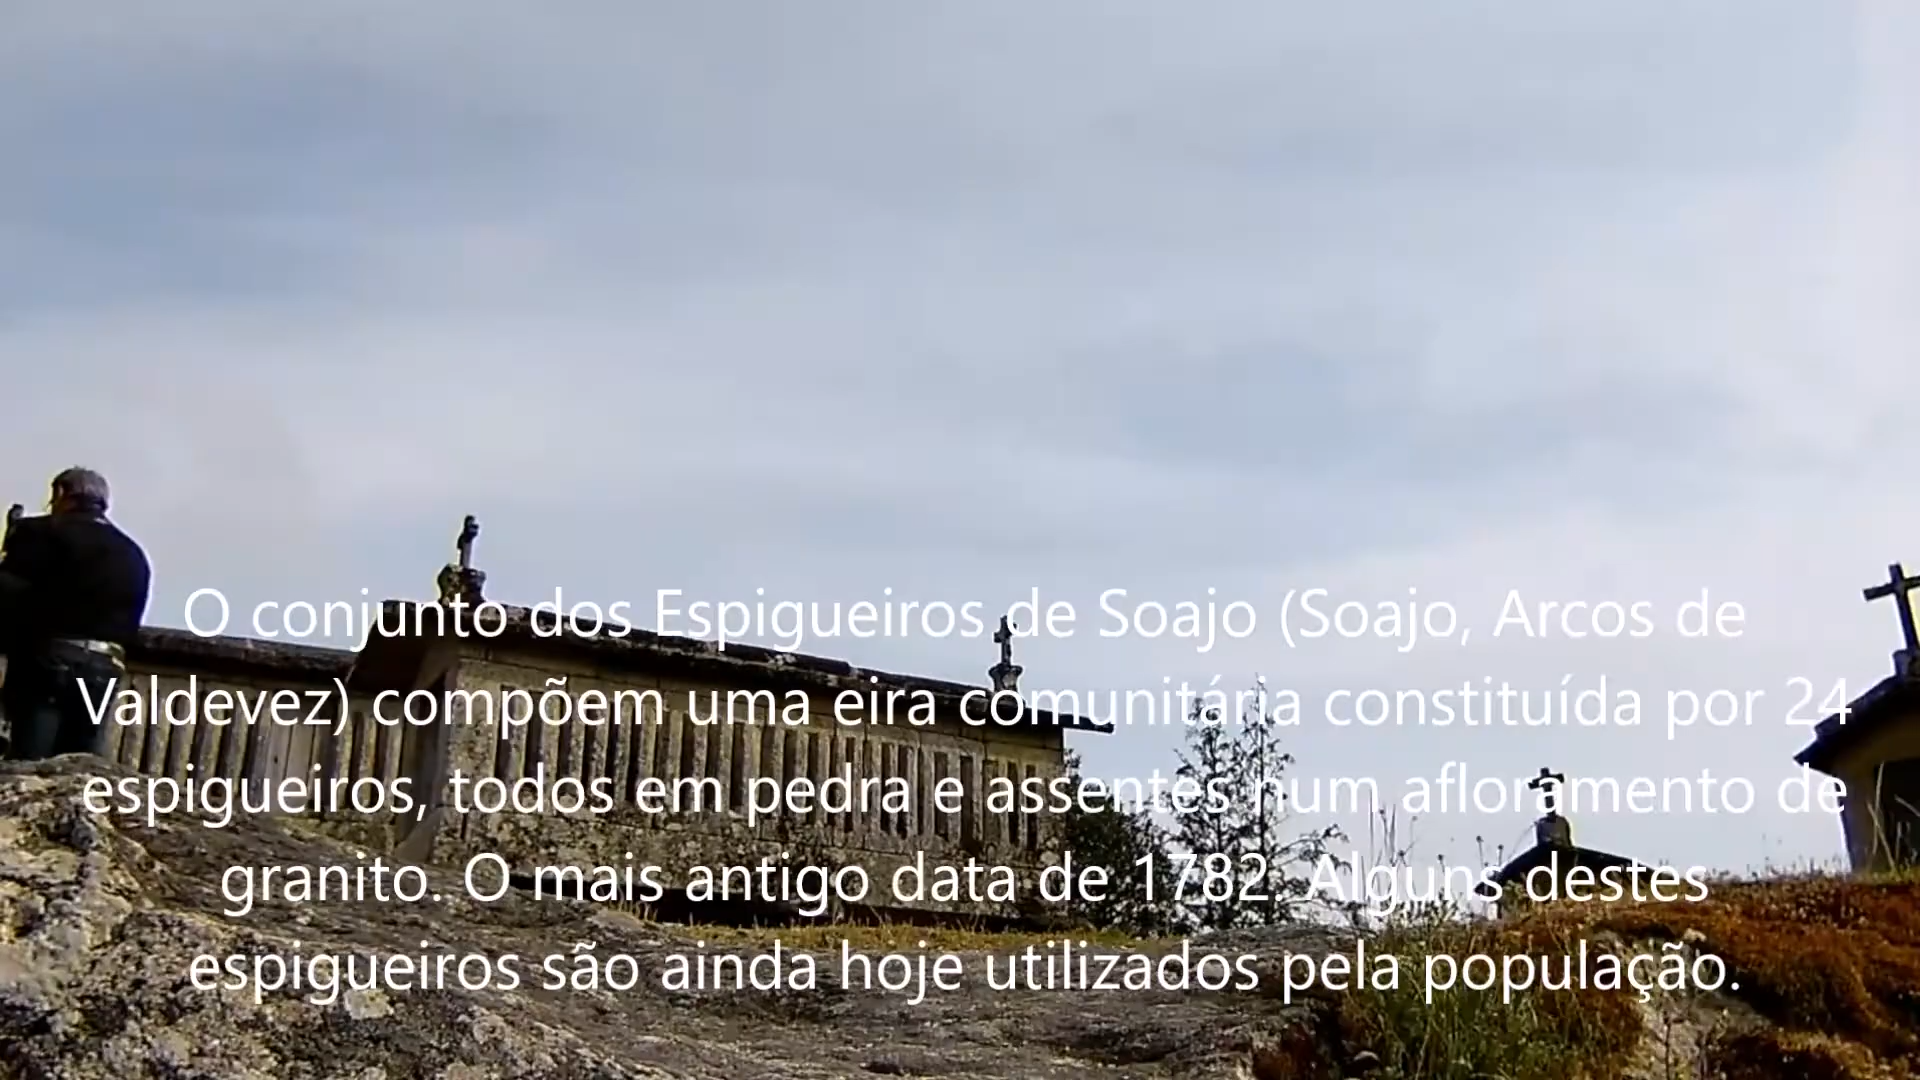 O conjunto dos Espigueiros de Soajo (Soajo, Arcos de
Valdevez) compõem uma eira comunitária constituída por 24
espigueiros, todos em pedra e assentes num afloramento de
granito. O mais antigo data de 1782. Alguns destes
espigueiros são ainda hoje utilizados pela população.